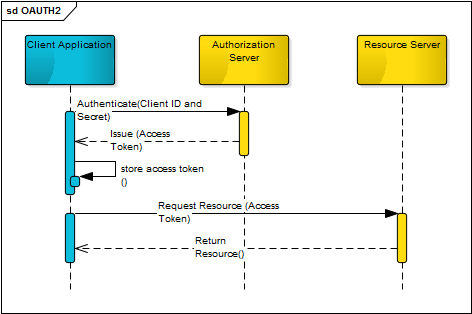 sd OAUTH2
Client Application
Authorization
Server
Resource Server
Authenticate(Client ID and
Secret)
Issue (Access
Token)
store access token
()
Request Resource (Access
Token)
Return
Resource()